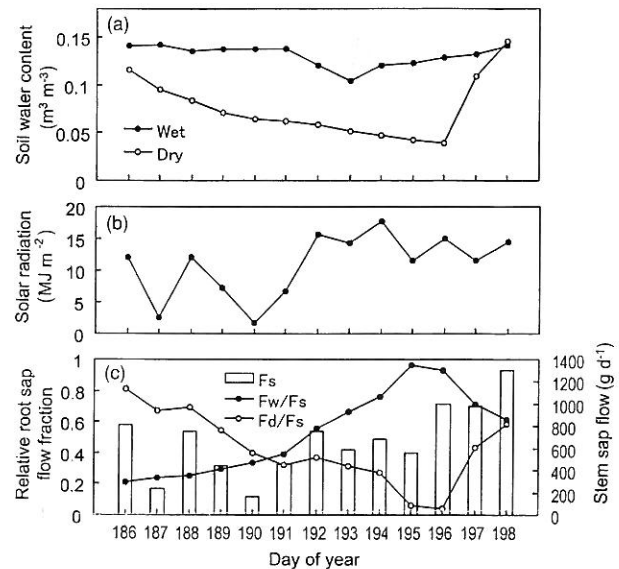 (a)
Soil water content
(m³ m⁻³)
0.15
0.1
0.05
0
Wet
Dry
(b)
Solar radiation
(MJ m⁻²)
20
15
10
5
0
(c)
Relative root sap
flow fraction
1
0.8
0.6
0.4
0.2
0
Fs
Fw/Fs
Fd/Fs
1400
1200
1000
800
600
400
200
0
Stem sap flow (g d⁻¹)
186 187 188 189 190 191 192 193 194 195 196 197 198
Day of year